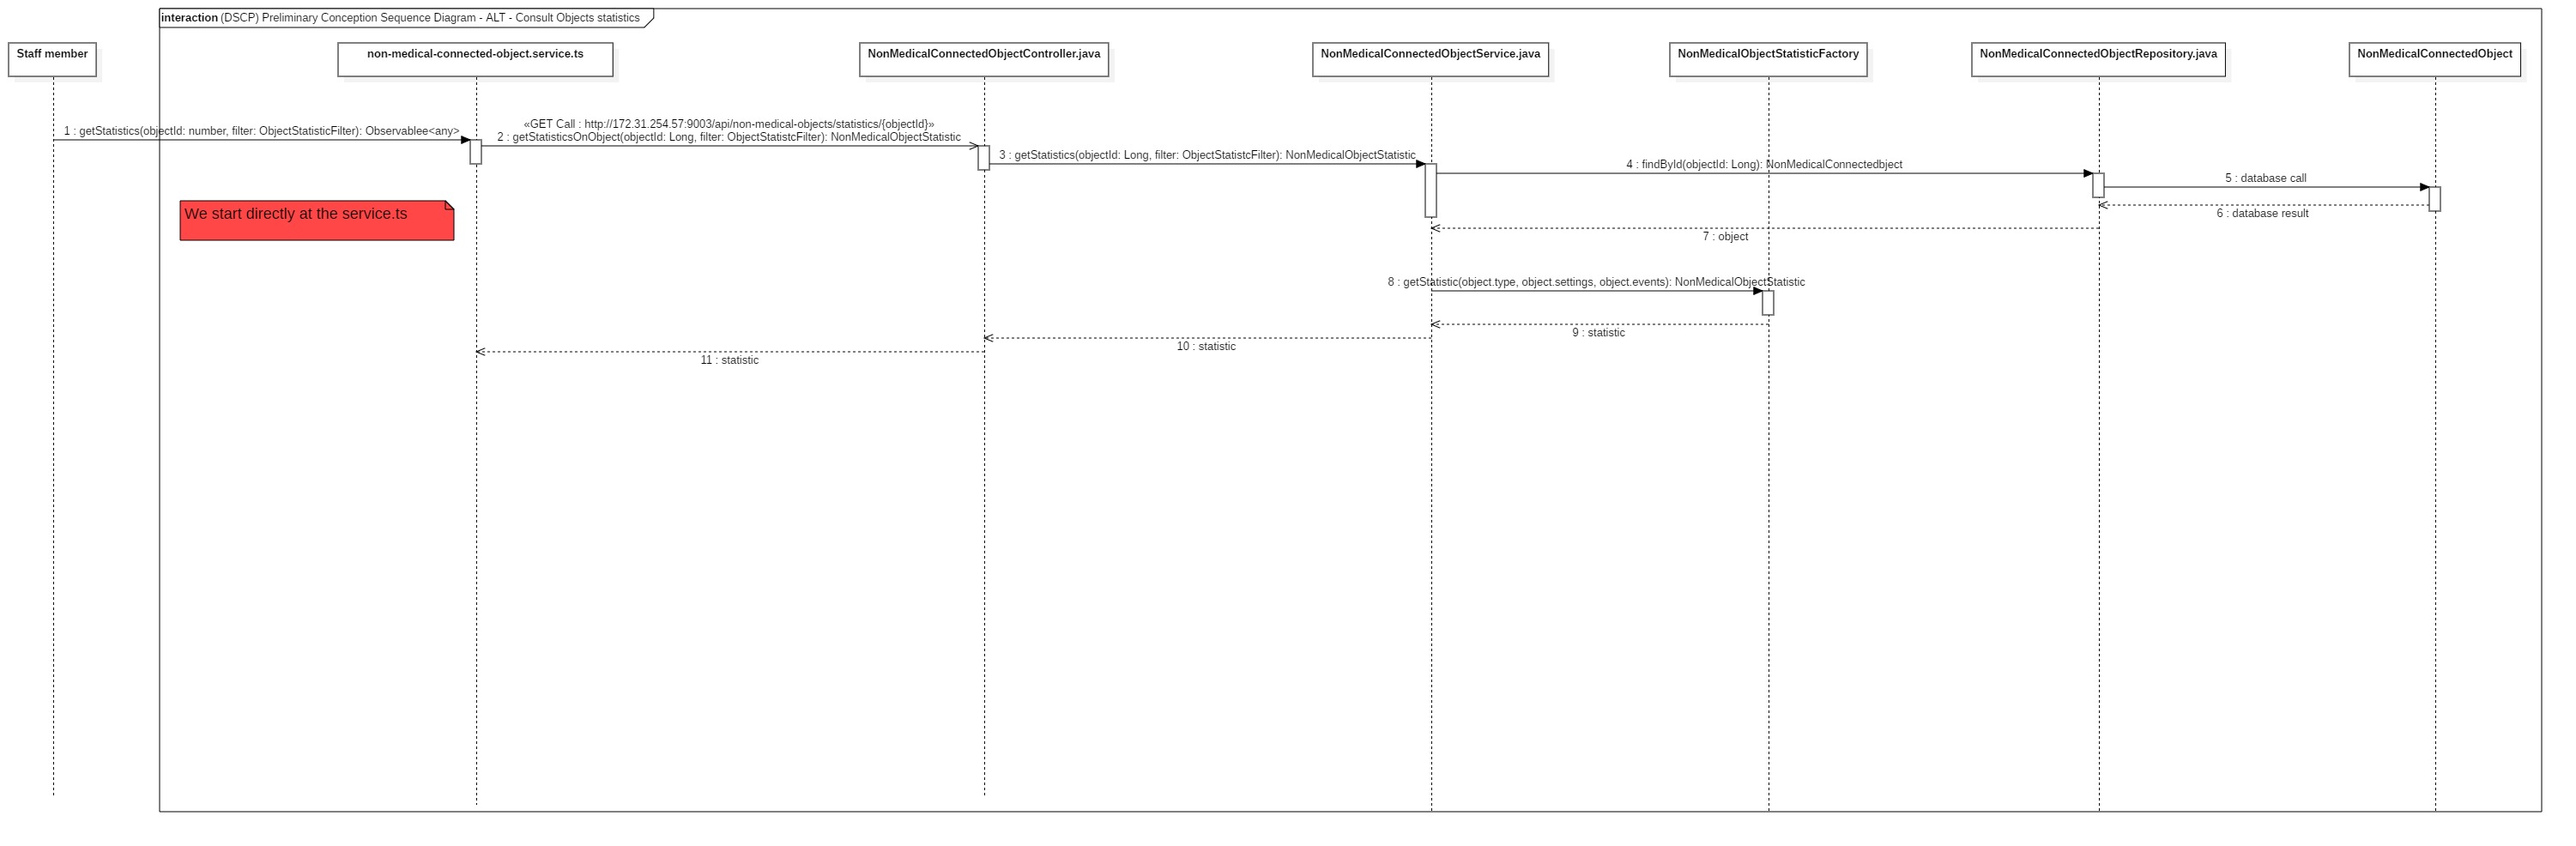 interaction (DSCP) Preliminary Conception Sequence Diagram - ALT - Consult Objects statistics
Staff member
non-medical-connected-object.service.ts
NonMedicalConnectedObjectController.java
NonMedicalConnectedObjectService.java
NonMedicalObjectStatisticFactory
NonMedicalConnectedObjectRepository.java
NonMedicalConnectedObject
1 : getStatistics(objectId: number, filter: ObjectStatisticFilter): Observablee<any>
«GET Call : http://172.31.254.57:9003/api/non-medical-objects/statistics/{objectId}»
2 : getStatisticsOnObject(objectId: Long, filter: ObjectStatistcFilter): NonMedicalObjectStatistic
3 : getStatistics(objectId: Long, filter: ObjectStatistcFilter): NonMedicalObjectStatistic
4 : findById(objectId: Long): NonMedicalConnectedbject
5 : database call
6 : database result
We start directly at the service.ts
7 : object
8 : getStatistic(object.type, object.settings, object.events): NonMedicalObjectStatistic
9 : statistic
10 : statistic
11 : statistic